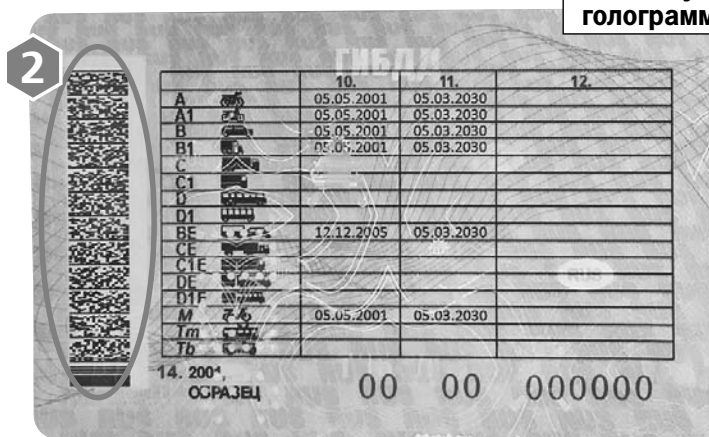 голограмм
2
ГИБДД
10. 11. 12.
A 05.05.2001 05.03.2030
A1 05.05.2001 05.03.2030
B 05.05.2001 05.03.2030
B1 05.05.2001 05.03.2030
C
C1
D
D1
BE 12.12.2005 05.03.2030
CE
C1E
DE
D1E
M 05.05.2001 05.03.2030
Tm
Tb
RUS
14. 2004,
ОБРАЗЕЦ 00 00 000000